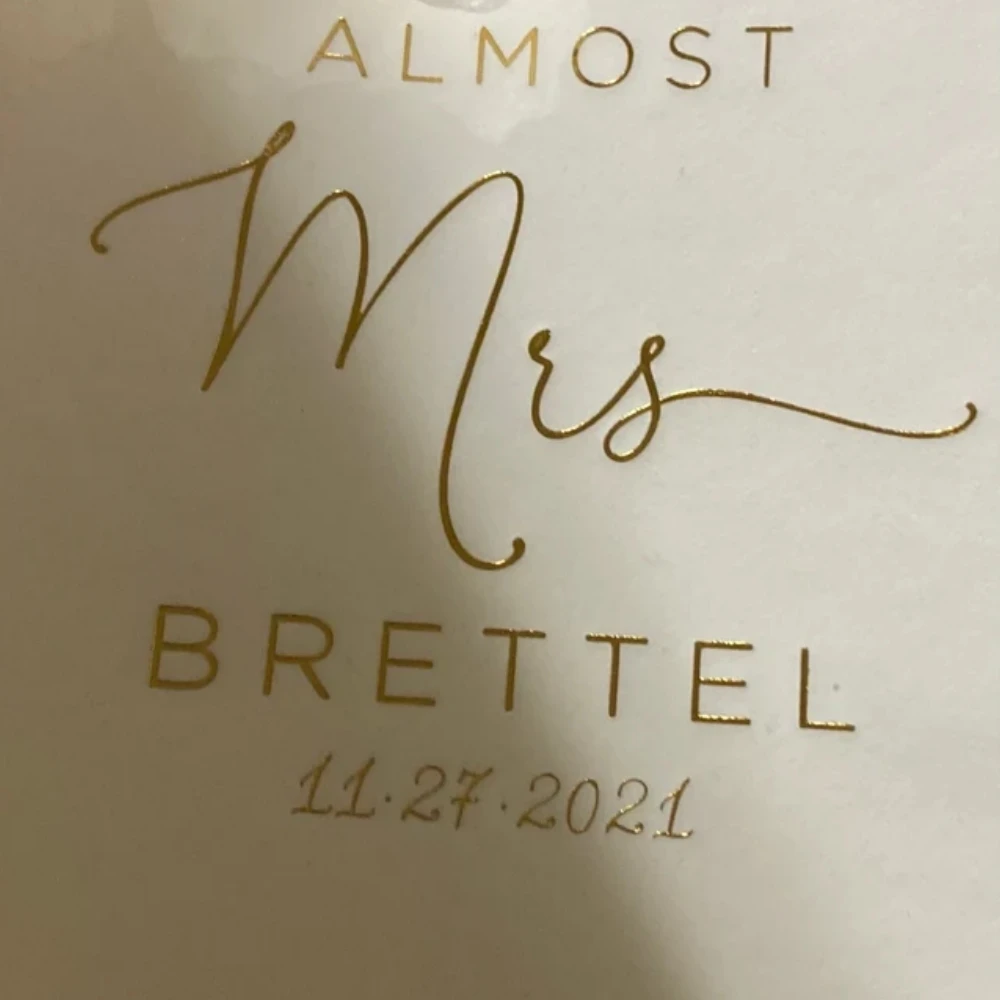 ALMOST
Mrs
BRETTEL
11·27·2021